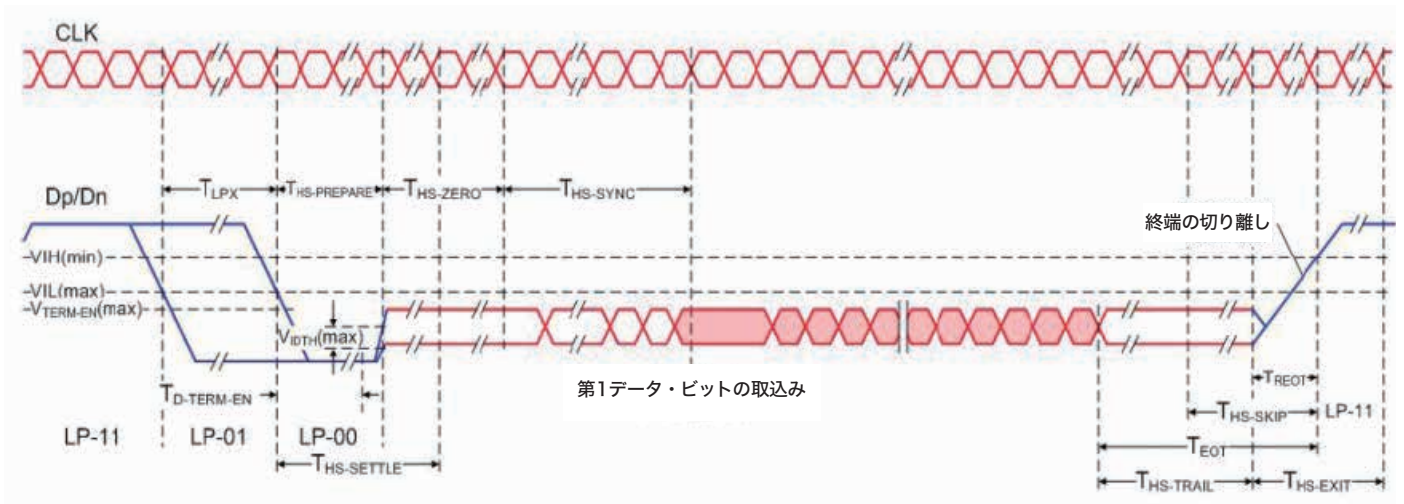 CLK
Dp/Dn
TLPX
THS-PREPARE
THS-ZERO
THS-SYNC
終端の切り離し
VIH(min)
VIL(max)
VTERM-EN(max)
VIDTH(max)
第1データ・ビットの取込み
TD-TERM-EN
TREOT
THS-SKIP
LP-11
LP-11
LP-01
LP-00
TEOT
THS-SETTLE
THS-TRAIL
THS-EXIT